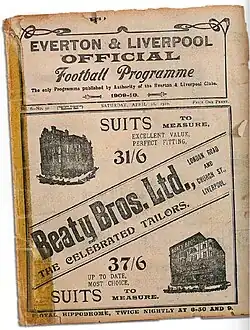 EVERTON & LIVERPOOL
OFFICIAL
Football Programme
The only Programme published by Authority of the Everton & Liverpool Clubs.
1909-10.
SATURDAY, APRIL
ONE PENNY.
SUITS TO MEASURE,
EXCELLENT VALUE,
PERFECT FITTING.
31/6
Beaty Bros. Ltd.,
THE CELEBRATED TAILORS.
LONDON ROAD
AND
CHURCH ST.,
LIVERPOOL.
37/6
UP TO DATE,
MOST CHOICE,
SUITS TO MEASURE.
ROYAL HIPPODROME, TWICE NIGHTLY AT 6-50 AND 9.